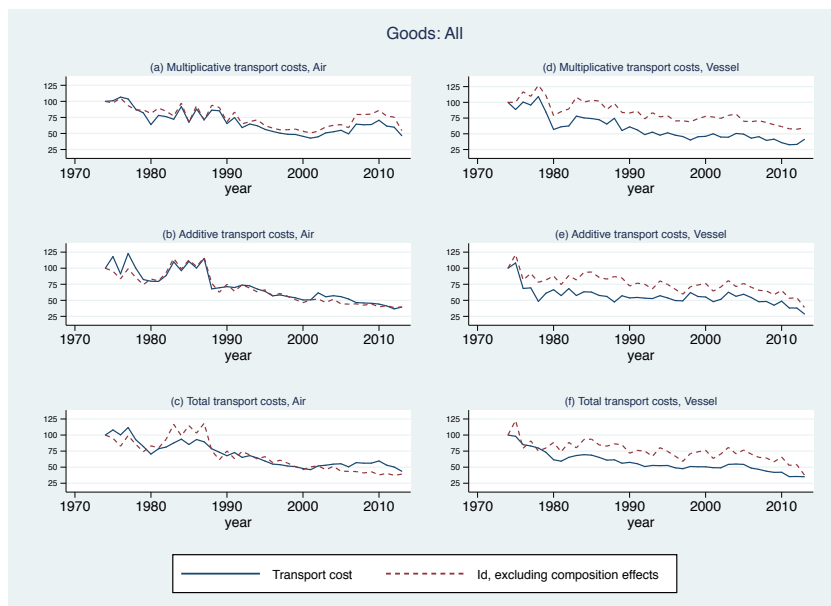 Goods: All
(a) Multiplicative transport costs, Air
125
100
75
50
25
1970 1980 1990 2000 2010
year
(d) Multiplicative transport costs, Vessel
125
100
75
50
25
1970 1980 1990 2000 2010
year
(b) Additive transport costs, Air
125
100
75
50
25
1970 1980 1990 2000 2010
year
(e) Additive transport costs, Vessel
125
100
75
50
25
1970 1980 1990 2000 2010
year
(c) Total transport costs, Air
125
100
75
50
25
1970 1980 1990 2000 2010
year
(f) Total transport costs, Vessel
125
100
75
50
25
1970 1980 1990 2000 2010
year
Transport cost Id, excluding composition effects